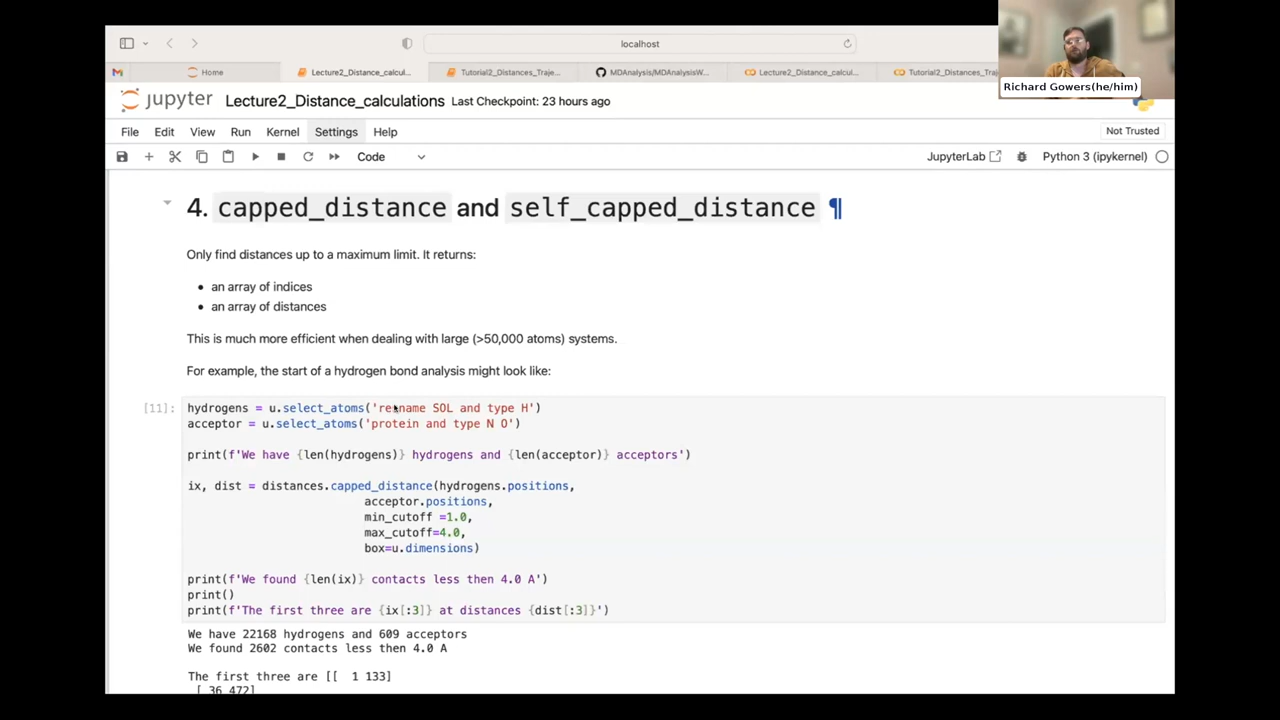 localhost
Home
Lecture2_Distance_calcul...
Tutorial2_Distances_Traje...
MDAnalysis/MDAnalysisW...
Lecture2_Distance_calcul...
Tutorial2_Distances_Traj
Richard Gowers(he/him)
jupyter Lecture2_Distance_calculations Last Checkpoint: 23 hours ago
File Edit View Run Kernel Settings Help
Not Trusted
Code
JupyterLab
Python 3 (ipykernel)
4. capped_distance and self_capped_distance ¶
Only find distances up to a maximum limit. It returns:
• an array of indices
• an array of distances
This is much more efficient when dealing with large (>50,000 atoms) systems.
For example, the start of a hydrogen bond analysis might look like:
[11]:
hydrogens = u.select_atoms('resname SOL and type H')
acceptor = u.select_atoms('protein and type N O')
print(f'We have {len(hydrogens)} hydrogens and {len(acceptor)} acceptors')
ix, dist = distances.capped_distance(hydrogens.positions,
acceptor.positions,
min_cutoff =1.0,
max_cutoff=4.0,
box=u.dimensions)
print(f'We found {len(ix)} contacts less then 4.0 A')
print()
print(f'The first three are {ix[:3]} at distances {dist[:3]}')
We have 22168 hydrogens and 609 acceptors
We found 2602 contacts less then 4.0 A
The first three are [[ 1 133]
[ 36 472]